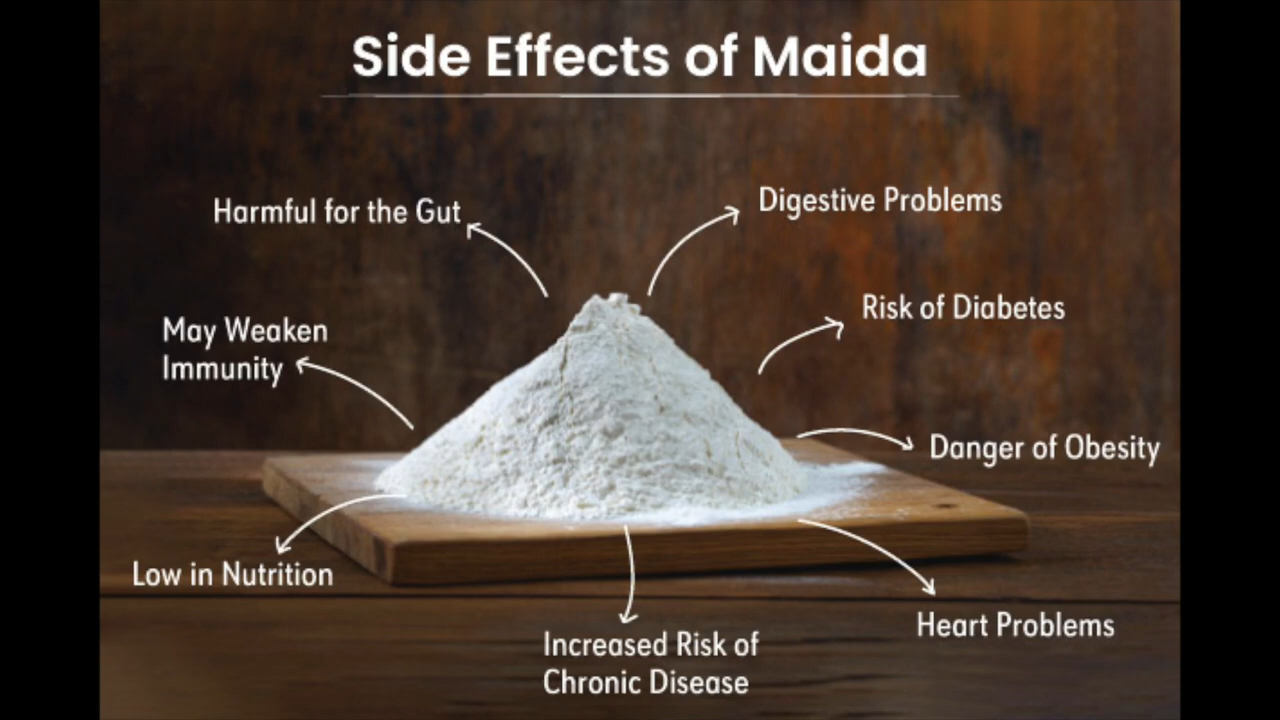 Side Effects of Maida
Harmful for the Gut
Digestive Problems
Risk of Diabetes
May Weaken
Immunity
Danger of Obesity
Low in Nutrition
Heart Problems
Increased Risk of
Chronic Disease